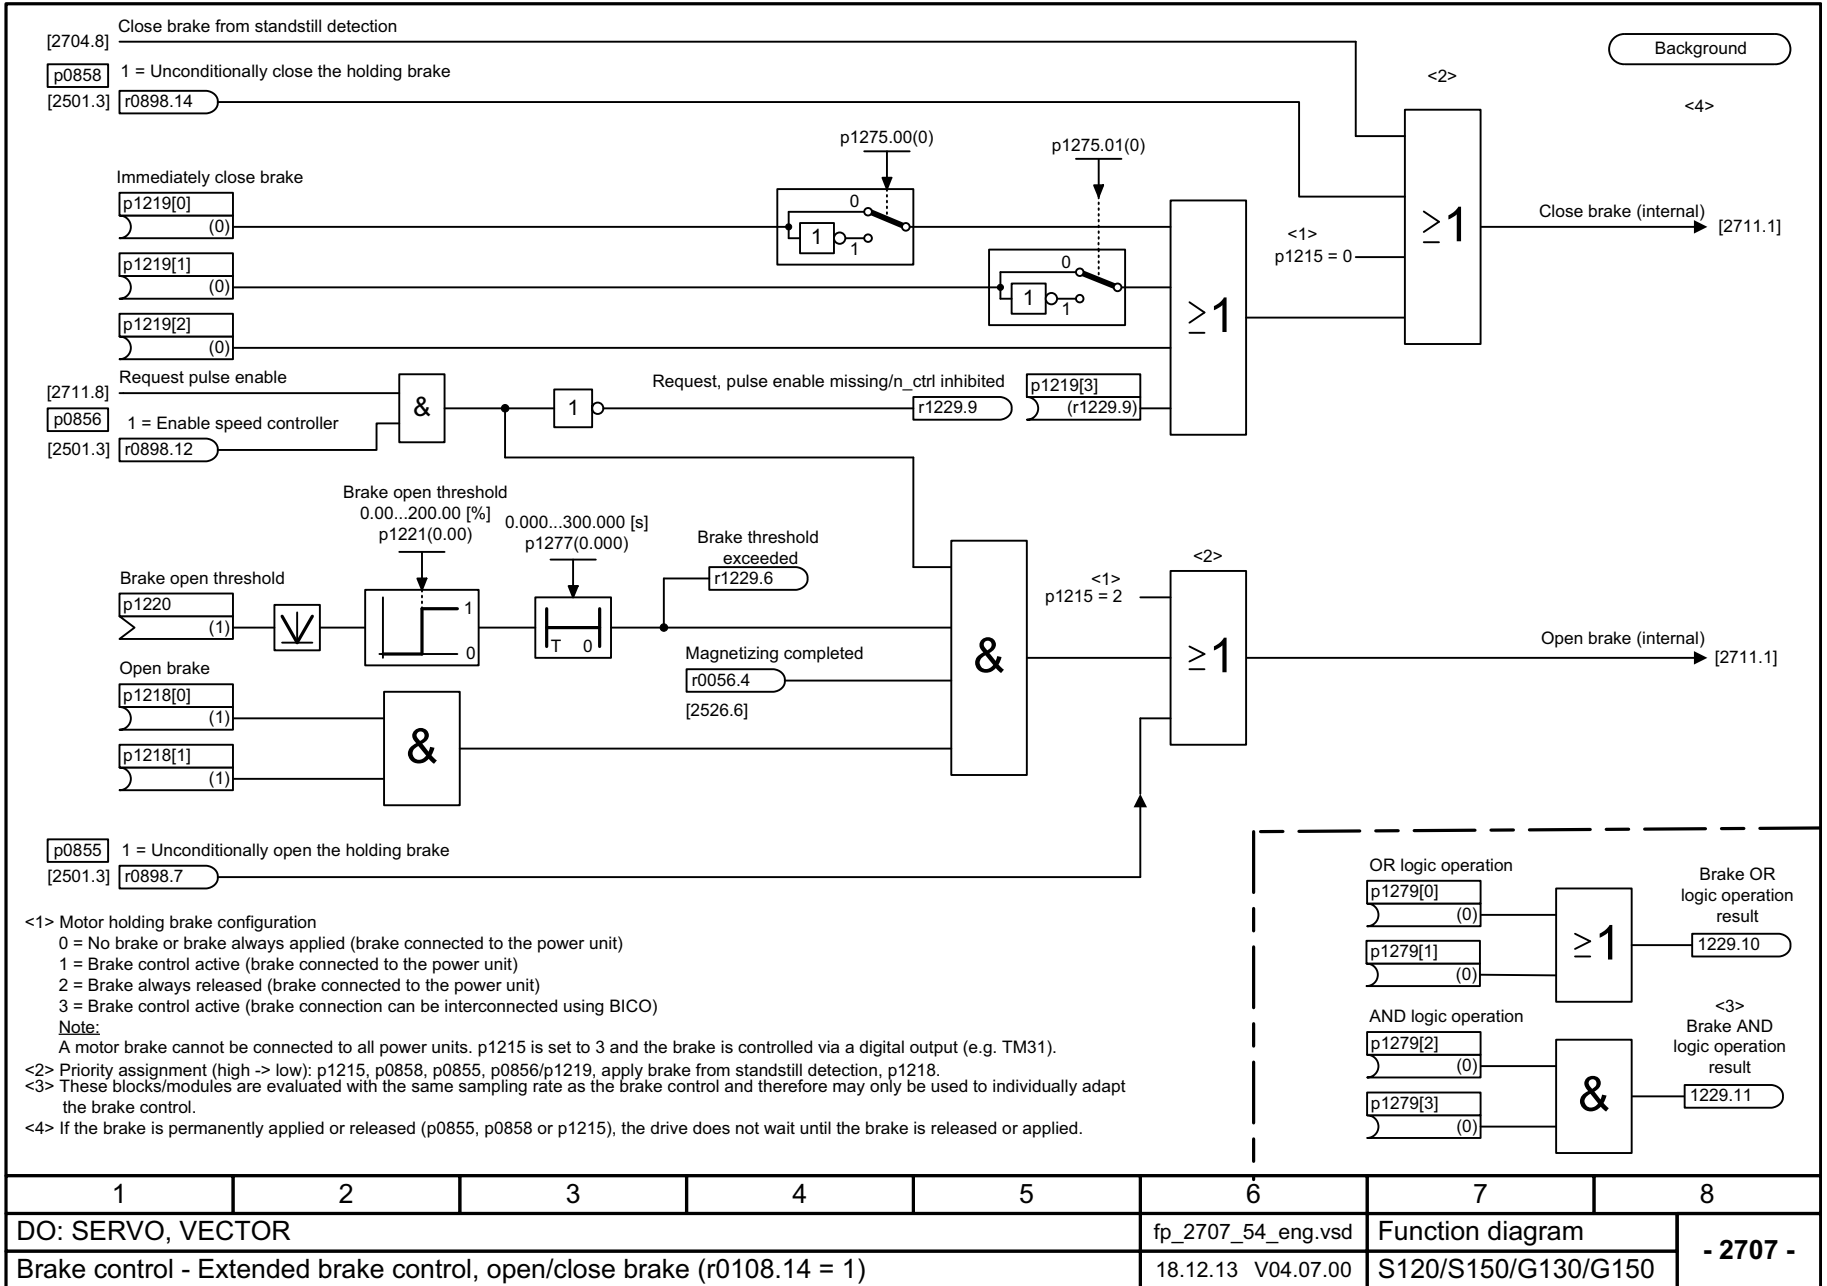 Close brake from standstill detection
[2704.8]
Background
p0858 1 = Unconditionally close the holding brake
<2>
[2501.3] r0898.14
<4>
p1275.00(0)
p1275.01(0)
Immediately close brake
p1219[0]
(0)
0
1
1
Close brake (internal)
[2711.1]
≥1
<1>
p1215 = 0
p1219[1]
(0)
0
1
1
p1219[2]
(0)
≥1
Request pulse enable
[2711.8]
p0856 1 = Enable speed controller
[2501.3] r0898.12
&
1
Request, pulse enable missing/n_ctrl inhibited
r1229.9
p1219[3]
(r1229.9)
Brake open threshold
0.00...200.00 [%]
p1221(0.00)
0.000...300.000 [s]
p1277(0.000)
Brake threshold
exceeded
r1229.6
Brake open threshold
p1220
(1)
1
0
T 0
<1>
p1215 = 2
<2>
Magnetizing completed
r0056.4
[2526.6]
&
≥1
Open brake (internal)
[2711.1]
Open brake
p1218[0]
(1)
p1218[1]
(1)
&
p0855 1 = Unconditionally open the holding brake
[2501.3] r0898.7
OR logic operation
p1279[0]
(0)
p1279[1]
(0)
≥1
Brake OR
logic operation
result
1229.10
AND logic operation
p1279[2]
(0)
p1279[3]
(0)
&
<3>
Brake AND
logic operation
result
1229.11
<1> Motor holding brake configuration
0 = No brake or brake always applied (brake connected to the power unit)
1 = Brake control active (brake connected to the power unit)
2 = Brake always released (brake connected to the power unit)
3 = Brake control active (brake connection can be interconnected using BICO)
Note:
A motor brake cannot be connected to all power units. p1215 is set to 3 and the brake is controlled via a digital output (e.g. TM31).
<2> Priority assignment (high -> low): p1215, p0858, p0855, p0856/p1219, apply brake from standstill detection, p1218.
<3> These blocks/modules are evaluated with the same sampling rate as the brake control and therefore may only be used to individually adapt
the brake control.
<4> If the brake is permanently applied or released (p0855, p0858 or p1215), the drive does not wait until the brake is released or applied.
1 2 3 4 5 6 7 8
DO: SERVO, VECTOR
fp_2707_54_eng.vsd
Function diagram
- 2707 -
Brake control - Extended brake control, open/close brake (r0108.14 = 1)
18.12.13 V04.07.00
S120/S150/G130/G150